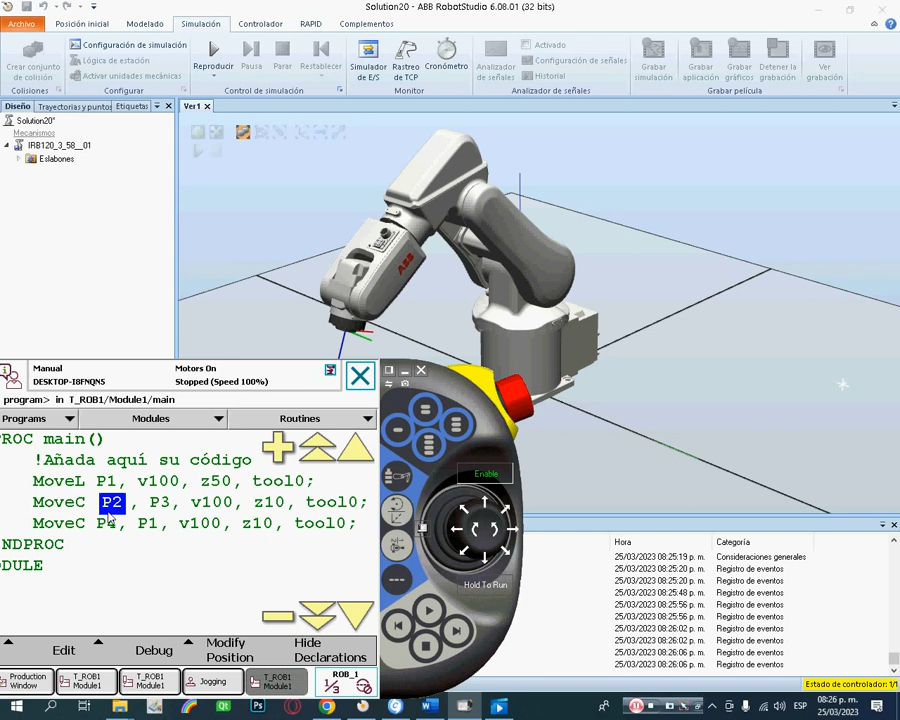 Solution20 - ABB RobotStudio 6.08.01 (32 bits)
Archivo Posición inicial Modelado Simulación Controlador RAPID Complementos
Crear conjunto de colisión
Configuración de simulación
Lógica de estación
Activar unidades mecánicas
Reproducir Pausa Parar Restablecer
Simulador de E/S
Rastreo de TCP
Cronómetro
Analizador de señales
Activado
Configuración de señales
Historial
Grabar simulación
Grabar aplicación
Grabar gráficos
Detener la grabación
Ver grabación
Colisiones Configurar Control de simulación Monitor Analizador de señales Grabar película
Diseño Trayectorias y puntos Etiquetas
Ver1
Solution20*
Mecanismos
IRB120_3_58__01
Eslabones
ABB
Manual Motors On
DESKTOP-I8FNQN5 Stopped (Speed 100%)
program> in T_ROB1/Module1/main
Programs Modules Routines
PROC main()
!Añada aquí su código
MoveL P1, v100, z50, tool0;
MoveC P2 , P3, v100, z10, tool0;
MoveC P4, P1, v100, z10, tool0;
NDPROC
DULE
Edit Debug Modify Position Hide Declarations
Production Window
T_ROB1 Module1
T_ROB1 Module1
Jogging
T_ROB1 Module1
ROB_1
1/3
Enable
Hold To Run
Hora Categoría
25/03/2023 08:25:19 p. m. Consideraciones generales
25/03/2023 08:25:20 p. m. Registro de eventos
25/03/2023 08:25:20 p. m. Registro de eventos
25/03/2023 08:25:48 p. m. Registro de eventos
25/03/2023 08:25:56 p. m. Registro de eventos
25/03/2023 08:25:56 p. m. Registro de eventos
25/03/2023 08:26:02 p. m. Registro de eventos
25/03/2023 08:26:02 p. m. Registro de eventos
25/03/2023 08:26:06 p. m. Registro de eventos
25/03/2023 08:26:06 p. m. Registro de eventos
Estado de controlador: 1/1
ESP
08:26 p. m.
25/03/2023